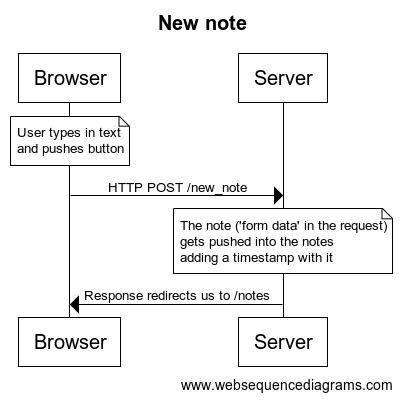 New note
Browser
Server
User types in text
and pushes button
HTTP POST /new_note
The note ('form data' in the request)
gets pushed into the notes
adding a timestamp with it
Response redirects us to /notes
Browser
Server
www.websequencediagrams.com